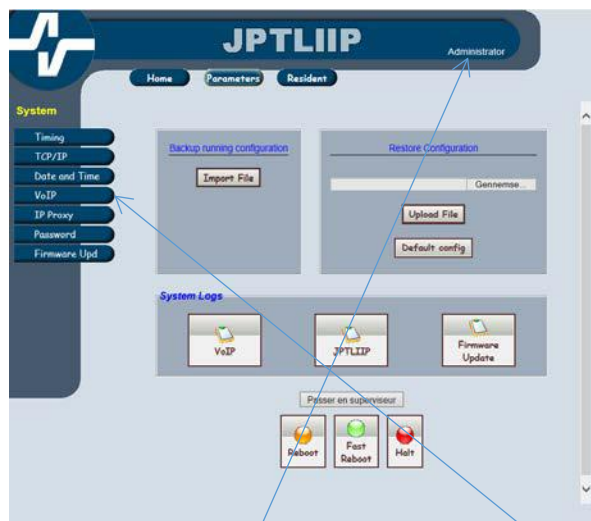 JPTLIIP
Administrator
Home
Parameters
Resident
System
Timing
TCP/IP
Date and Time
VoIP
IP Proxy
Password
Firmware Upd
Backup running configuration
Import File
Restore Configuration
Gennemse...
Upload File
Default config
System Logs
VoIP
JPTLIIP
Firmware
Update
Passer en superviseur
Reboot
Fast
Reboot
Halt